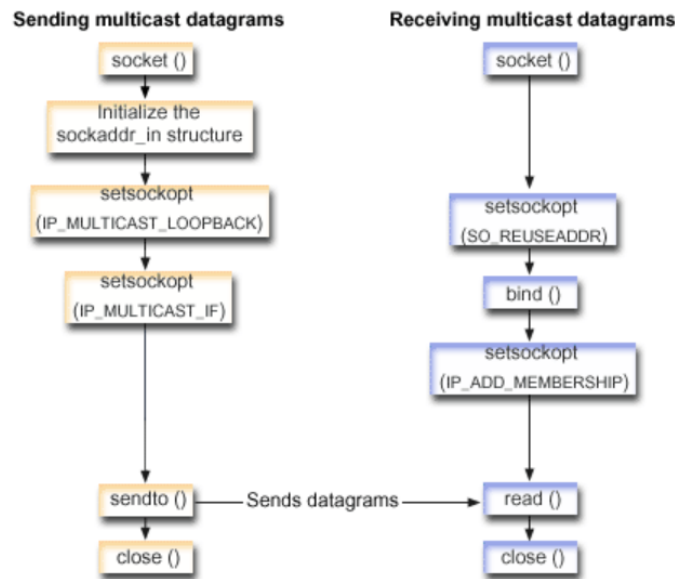 Sending multicast datagrams
socket ()
Initialize the
sockaddr_in structure
setsockopt
(IP_MULTICAST_LOOPBACK)
setsockopt
(IP_MULTICAST_IF)
sendto ()
close ()
Sends datagrams
Receiving multicast datagrams
socket ()
setsockopt
(SO_REUSEADDR)
bind ()
setsockopt
(IP_ADD_MEMBERSHIP)
read ()
close ()